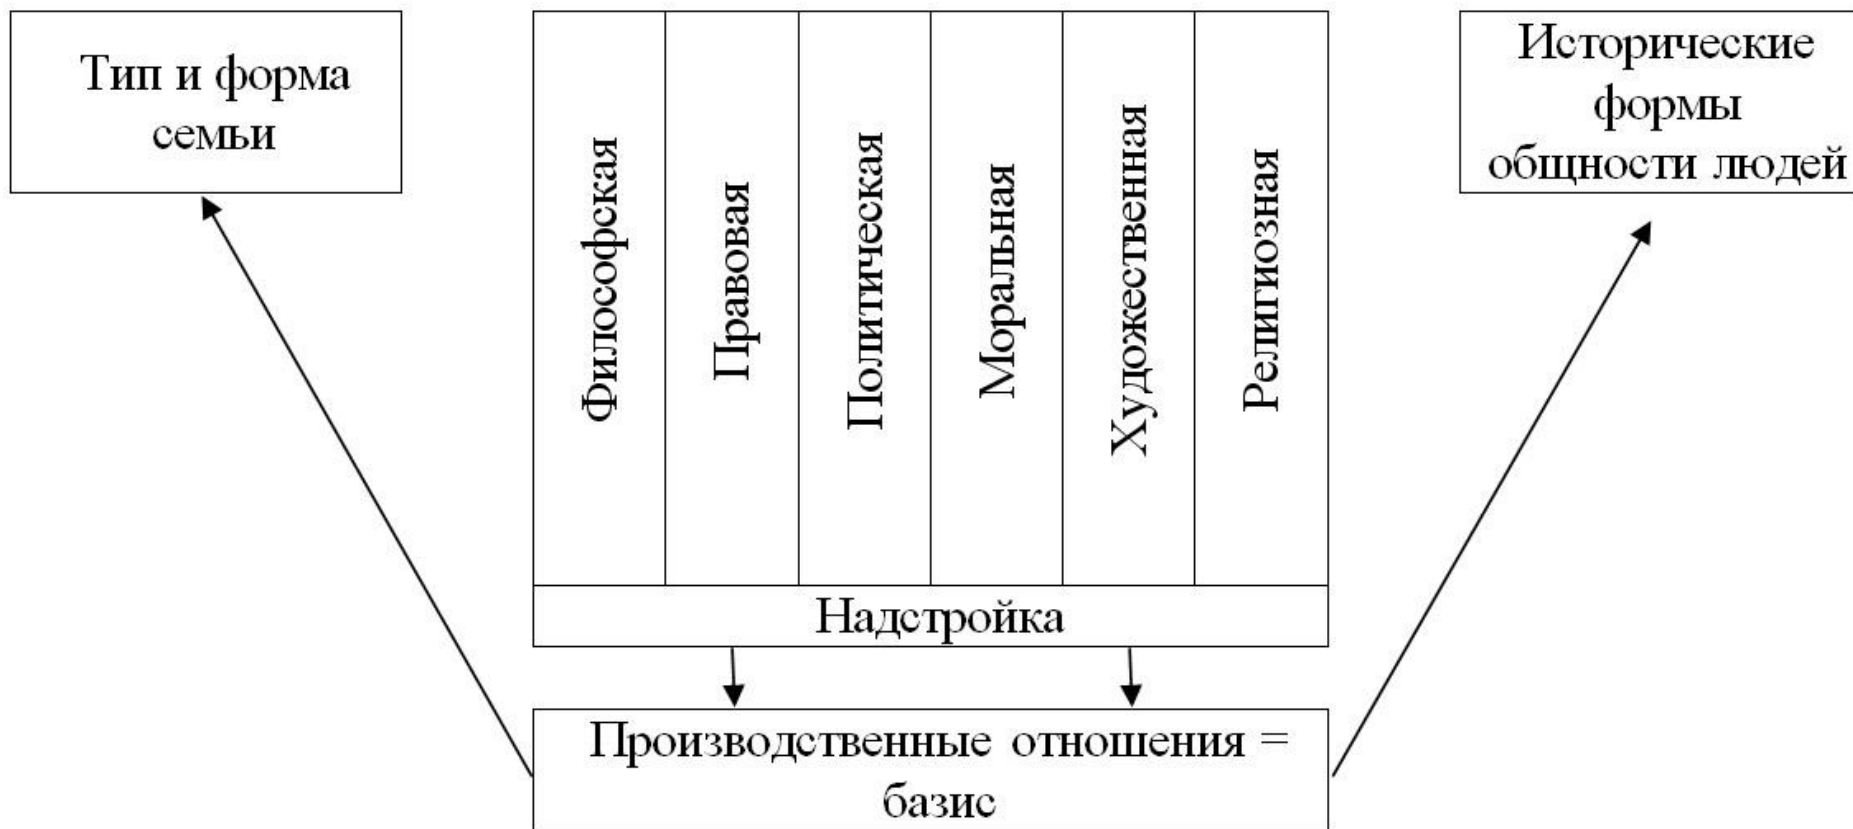 Тип и форма
семьи
Философская
Правовая
Политическая
Моральная
Художественная
Религиозная
Исторические
формы
общности людей
Надстройка
Производственные отношения =
базис